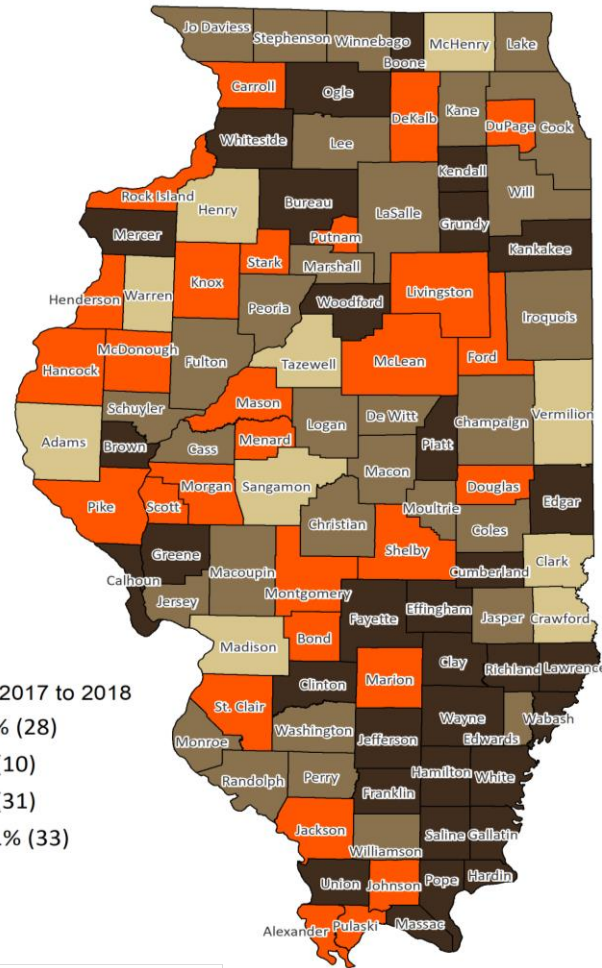 Jo Daviess
Stephenson
Winnebago
Boone
McHenry
Lake
Carroll
Ogle
DeKalb
Kane
DuPage
Cook
Whiteside
Lee
Kendall
Will
Rock Island
Henry
Bureau
LaSalle
Grundy
Mercer
Putnam
Kankakee
Stark
Marshall
Henderson
Warren
Knox
Peoria
Woodford
Livingston
Iroquois
Hancock
McDonough
Fulton
Tazewell
McLean
Ford
Mason
Schuyler
Logan
De Witt
Champaign
Vermilion
Adams
Brown
Cass
Menard
Piatt
Macon
Pike
Scott
Morgan
Sangamon
Douglas
Edgar
Christian
Moultrie
Coles
Greene
Shelby
Calhoun
Macoupin
Cumberland
Clark
Jersey
Montgomery
Fayette
Effingham
Jasper
Crawford
Madison
Bond
2017 to 2018
Marion
Clay
Richland
Lawrence
% (28)
St. Clair
Clinton
Wayne
Wabash
(10)
Monroe
Washington
Jefferson
Edwards
(31)
Randolph
Perry
Hamilton
White
% (33)
Franklin
Jackson
Saline
Gallatin
Williamson
Union
Johnson
Pope
Hardin
Alexander
Pulaski
Massac